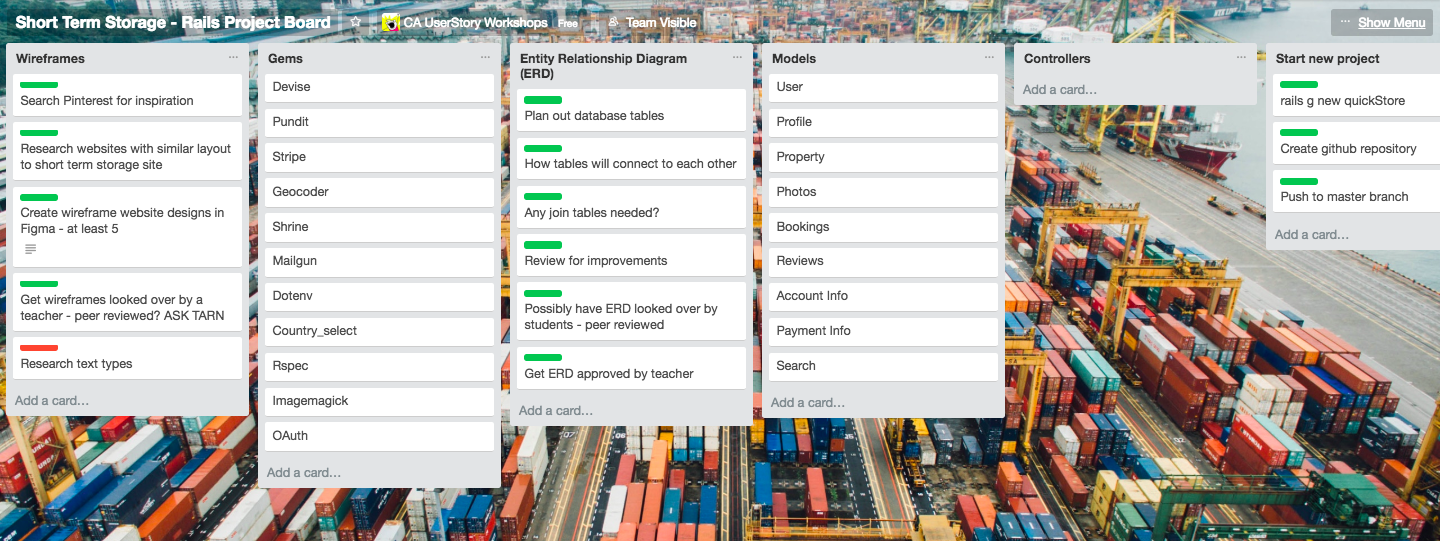 Short Term Storage - Rails Project Board
CA UserStory Workshops Free
Team Visible
Show Menu
Wireframes
Search Pinterest for inspiration
Research websites with similar layout
to short term storage site
Create wireframe website designs in
Figma - at least 5
Get wireframes looked over by a
teacher - peer reviewed? ASK TARN
Research text types
Add a card...
Gems
Devise
Pundit
Stripe
Geocoder
Shrine
Mailgun
Dotenv
Country_select
Rspec
Imagemagick
OAuth
Add a card...
Entity Relationship Diagram
(ERD)
Plan out database tables
How tables will connect to each other
Any join tables needed?
Review for improvements
Possibly have ERD looked over by
students - peer reviewed
Get ERD approved by teacher
Add a card...
Models
User
Profile
Property
Photos
Bookings
Reviews
Account Info
Payment Info
Search
Add a card...
Controllers
Add a card...
Start new project
rails g new quickStore
Create github repository
Push to master branch
Add a card...